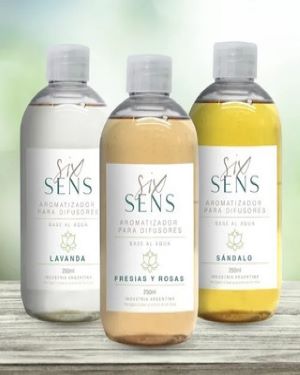 six
SENS
AROMATIZADOR
PARA DIFUSORES
BASE AL AGUA
LAVANDA
250ml
INDUSTRIA ARGENTINA
six
SENS
AROMATIZADOR
PARA DIFUSORES
BASE AL AGUA
FRESIAS Y ROSAS
250ml
INDUSTRIA ARGENTINA
six
SENS
AROMATIZADOR
PARA DIFUSORES
BASE AL AGUA
SÁNDALO
250ml
INDUSTRIA ARGENTINA